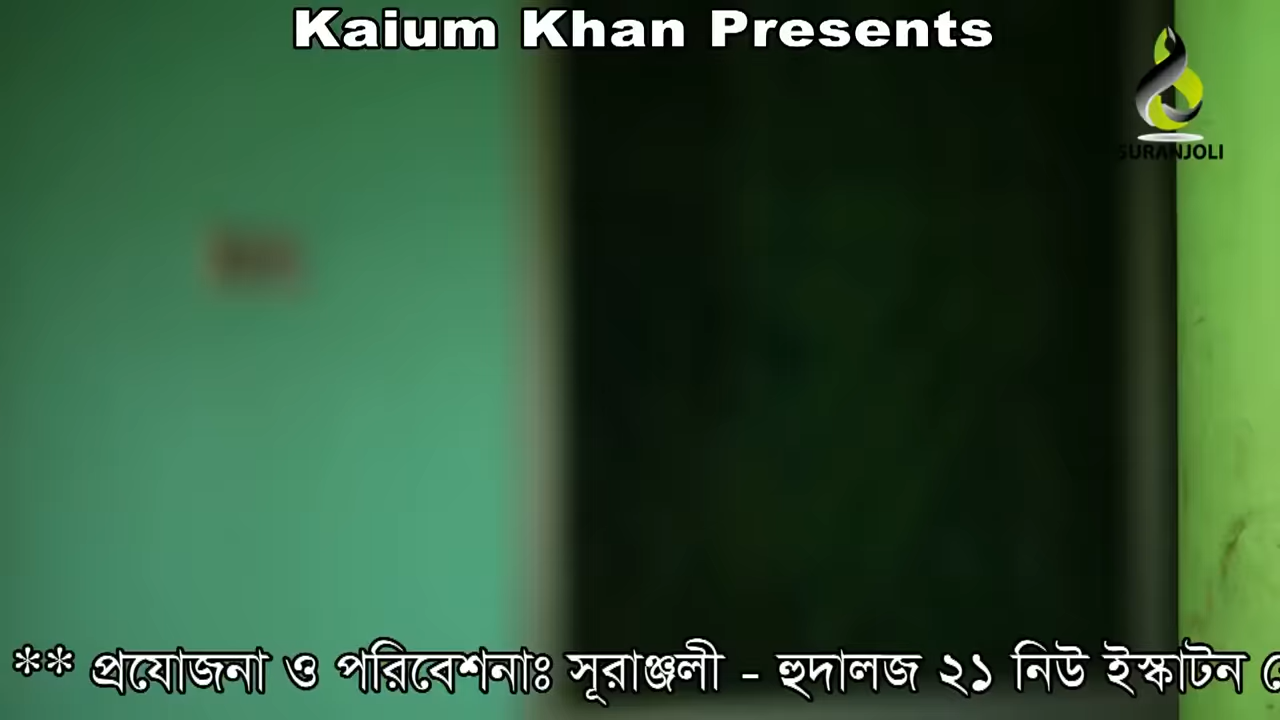 Kaium Khan Presents
SURANJOLI
** প্রযোজনা ও পরিবেশনাঃ সূরাঞ্জলী - হুদালজ ২১ নিউ ইস্কাটন